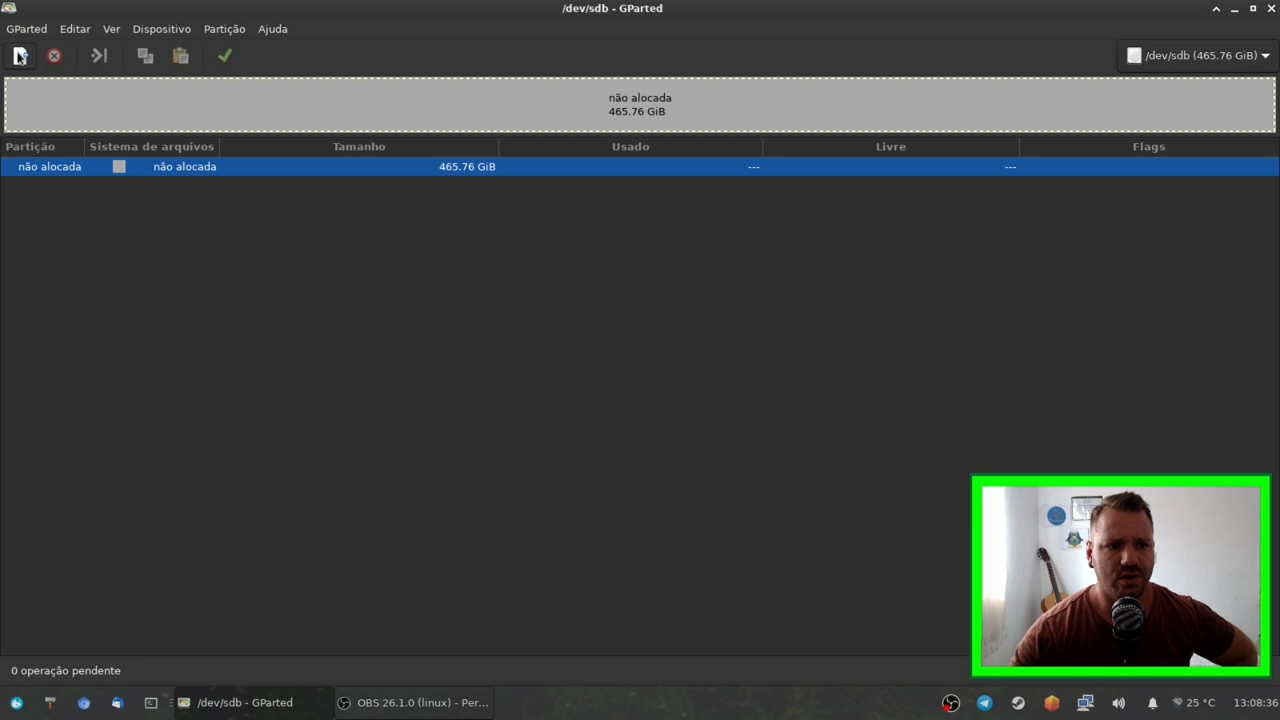 /dev/sdb - GParted
GParted Editar Ver Dispositivo Partição Ajuda
/dev/sdb (465.76 GiB)
não alocada
465.76 GiB
Partição Sistema de arquivos Tamanho Usado Livre Flags
não alocada não alocada 465.76 GiB --- ---
0 operação pendente
/dev/sdb - GParted OBS 26.1.0 (linux) - Per... 25 °C 13:08:36